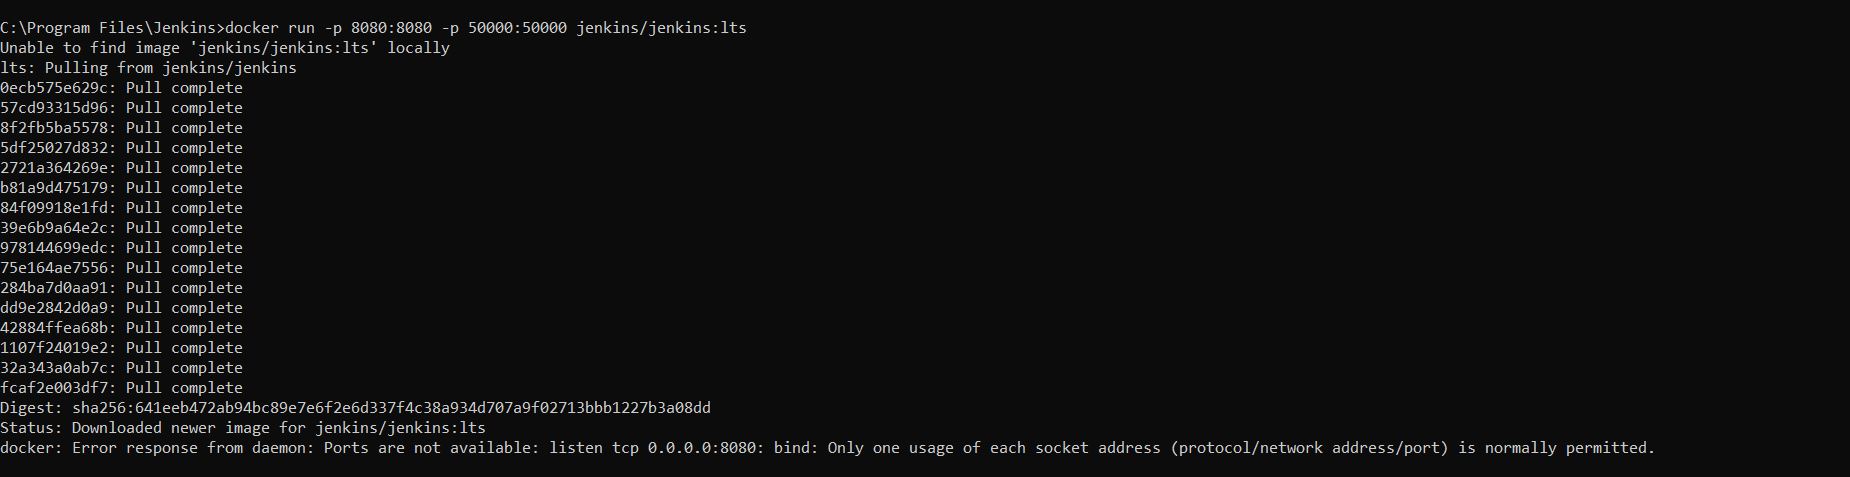 C:\Program Files\Jenkins>docker run -p 8080:8080 -p 50000:50000 jenkins/jenkins:lts
Unable to find image 'jenkins/jenkins:lts' locally
lts: Pulling from jenkins/jenkins
0ecb575e629c: Pull complete
57cd93315d96: Pull complete
8f2fb5ba5578: Pull complete
5df25027d832: Pull complete
2721a364269e: Pull complete
b81a9d475179: Pull complete
84f09918e1fd: Pull complete
39e6b9a64e2c: Pull complete
978144699edc: Pull complete
75e164ae7556: Pull complete
284ba7d0aa91: Pull complete
dd9e2842d0a9: Pull complete
42884ffea68b: Pull complete
1107f24019e2: Pull complete
32a343a0ab7c: Pull complete
fcaf2e003df7: Pull complete
Digest: sha256:641eeb472ab94bc89e7e6f2e6d337f4c38a934d707a9f02713bbb1227b3a08dd
Status: Downloaded newer image for jenkins/jenkins:lts
docker: Error response from daemon: Ports are not available: listen tcp 0.0.0.0:8080: bind: Only one usage of each socket address (protocol/network address/port) is normally permitted.